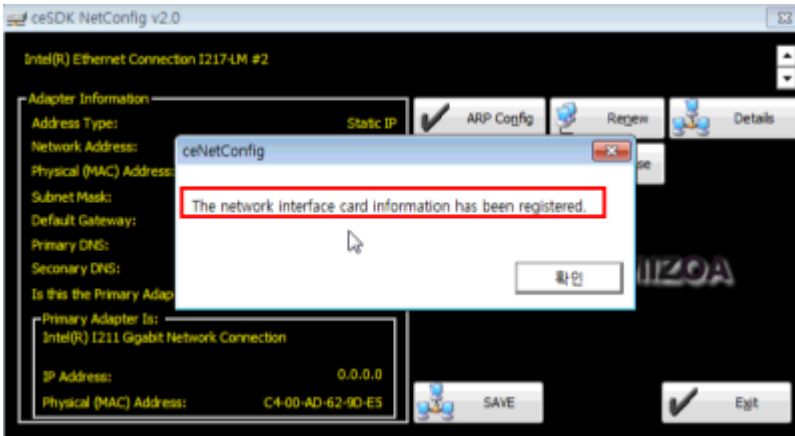 ceSDK NetConfig v2.0
Intel(R) Ethernet Connection I217-LM #2
Adapter Information
Address Type: Static IP
Network Address:
Physical (MAC) Address:
Subnet Mask:
Default Gateway:
Primary DNS:
Seconary DNS:
Is this the Primary Adap
Primary Adapter Is:
Intel(R) I211 Gigabit Network Connection
IP Address: 0.0.0.0
Physical (MAC) Address: C4-00-AD-62-9D-E5
ARP Config
Renew
Details
se
ceNetConfig
The network interface card information has been registered.
확인
IIZOA
SAVE
Exit